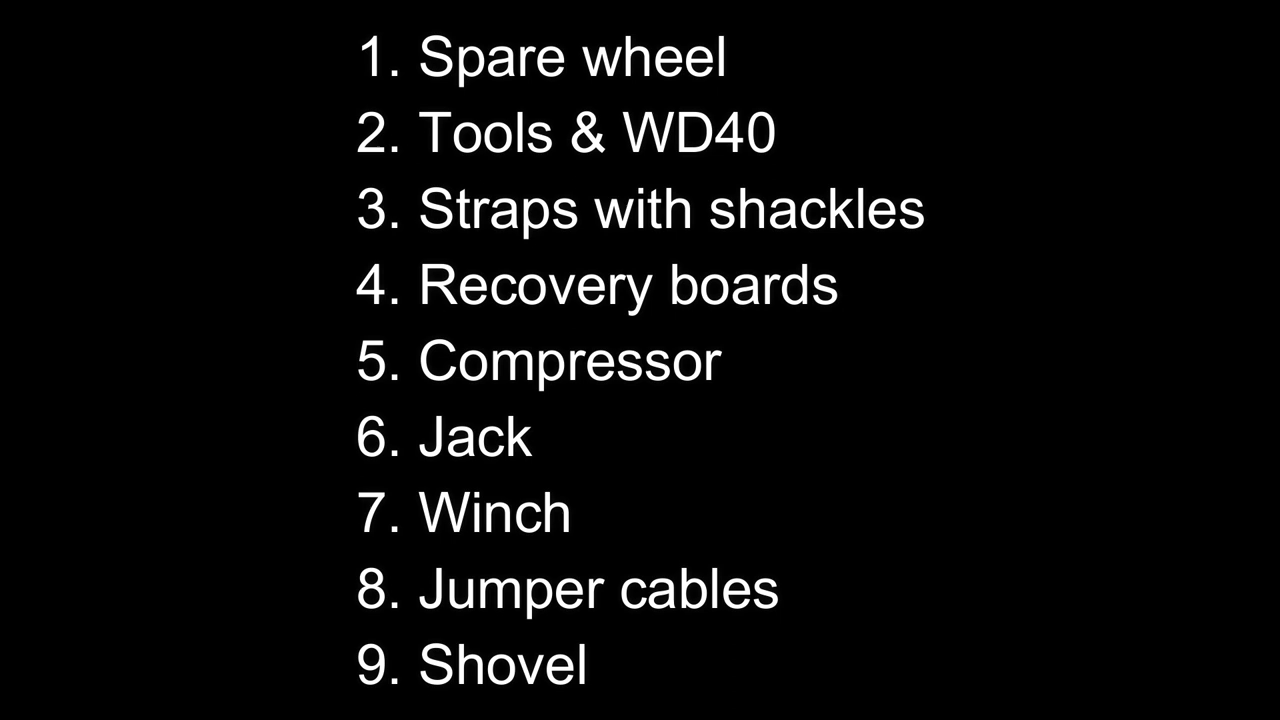 1. Spare wheel
2. Tools & WD40
3. Straps with shackles
4. Recovery boards
5. Compressor
6. Jack
7. Winch
8. Jumper cables
9. Shovel